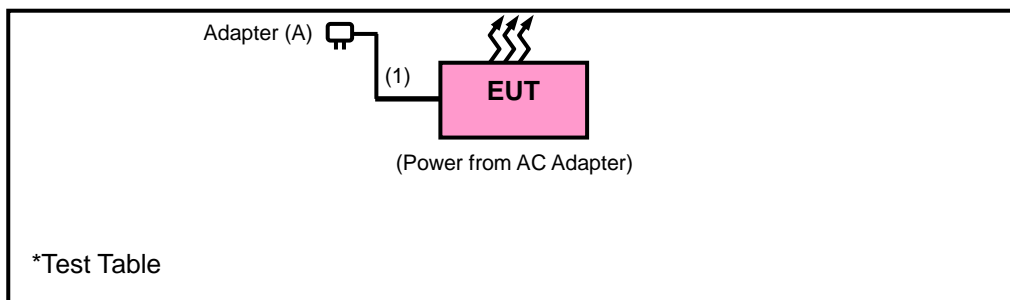 Adapter (A)
(1)
EUT
(Power from AC Adapter)
*Test Table